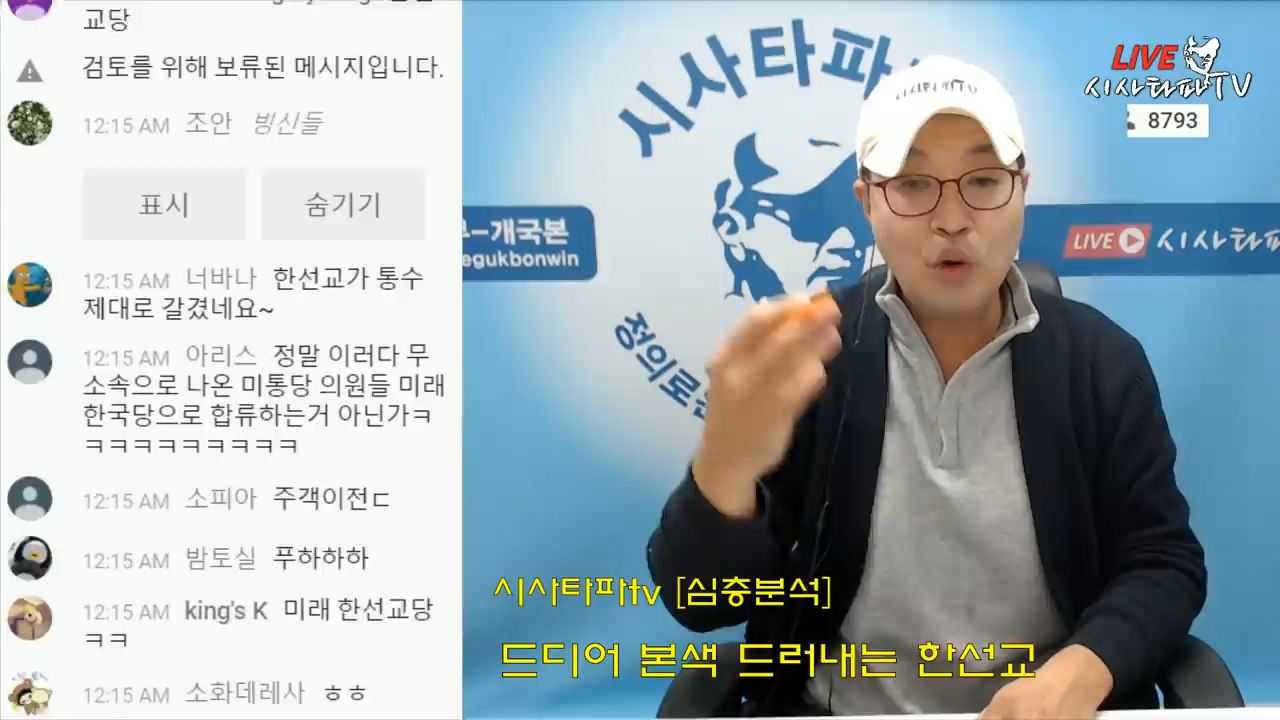 교당
검토를 위해 보류된 메시지입니다.
12:15 AM 조안 빙신들
표시 숨기기
12:15 AM 너바나 한선교가 통수
제대로 갈겼네요~
12:15 AM 아리스 정말 이러다 무
소속으로 나온 미통당 의원들 미래
한국당으로 합류하는거 아닌가ㅋ
ㅋㅋㅋㅋㅋㅋㅋㅋㅋ
12:15 AM 소피아 주객이전ㄷ
12:15 AM 밤토실 푸하하하
12:15 AM king's K 미래 한선교당
ㅋㅋ
12:15 AM 소화데레사 ㅎㅎ
시사타파
시사타파TV
LIVE
시사타파TV
8793
개국본
egukbonwin
LIVE 시사타파
정의로운
시사타파tv [심층분석]
드디어 본색 드러내는 한선교